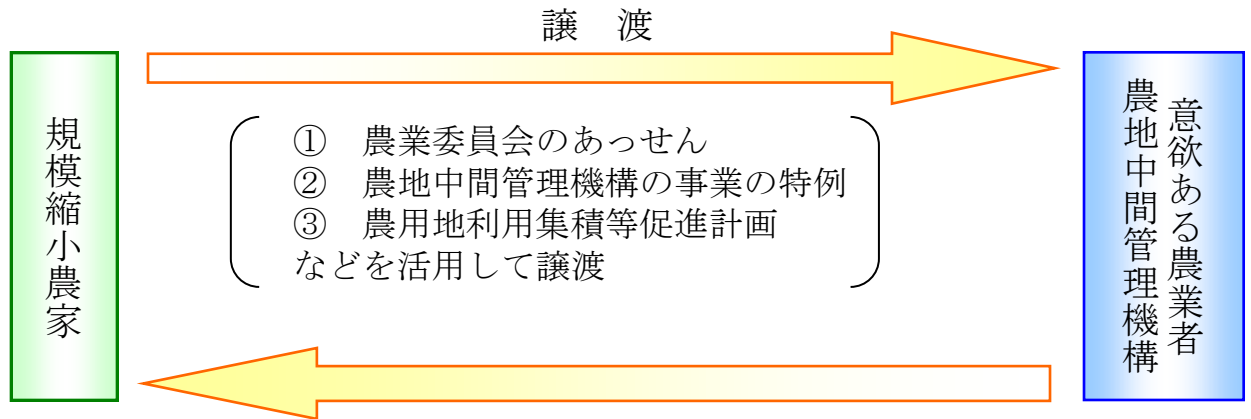 譲　渡
規模縮小農家
①　農業委員会のあっせん
②　農地中間管理機構の事業の特例
③　農用地利用集積等促進計画
などを活用して譲渡
意欲ある農業者
農地中間管理機構